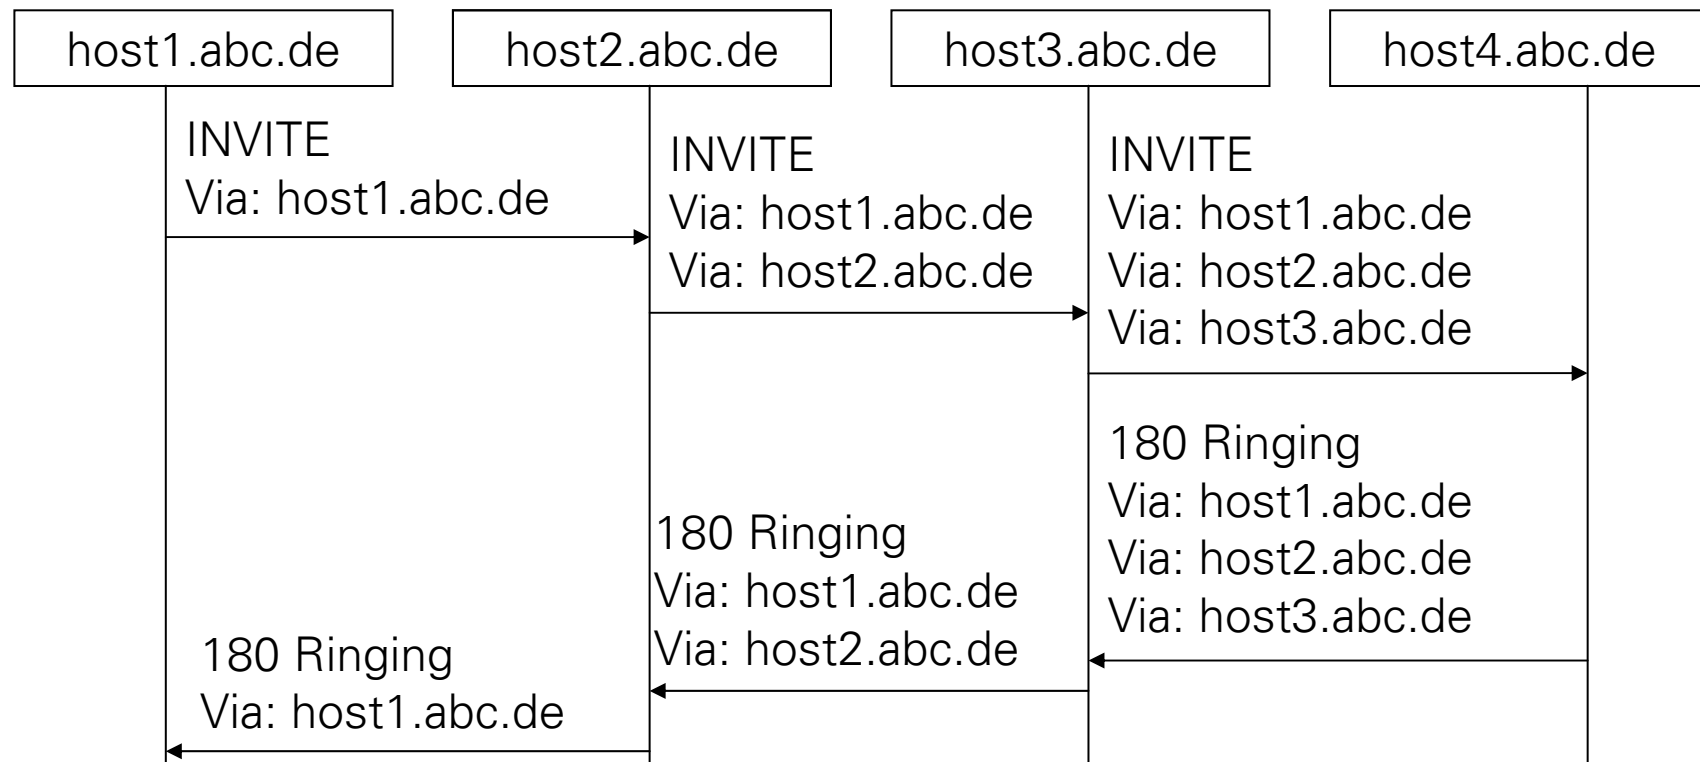 host1.abc.de
host2.abc.de
host3.abc.de
host4.abc.de
INVITE
Via: host1.abc.de
INVITE
Via: host1.abc.de
Via: host2.abc.de
INVITE
Via: host1.abc.de
Via: host2.abc.de
Via: host3.abc.de
180 Ringing
Via: host1.abc.de
Via: host2.abc.de
Via: host3.abc.de
180 Ringing
Via: host1.abc.de
Via: host2.abc.de
180 Ringing
Via: host1.abc.de